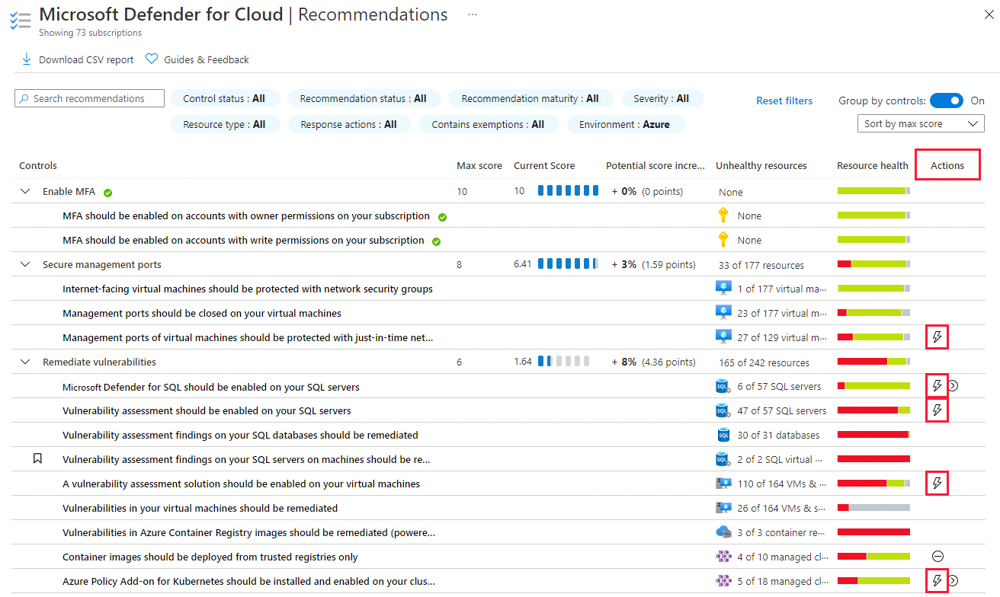 Microsoft Defender for Cloud | Recommendations ...
Showing 73 subscriptions
Download CSV report Guides & Feedback
Search recommendations Control status : All Recommendation status : All Recommendation maturity : All Severity : All Reset filters Group by controls: On
Resource type : All Response actions : All Contains exemptions : All Environment : Azure Sort by max score
Controls Max score Current Score Potential score incre... Unhealthy resources Resource health Actions
Enable MFA 10 10 + 0% (0 points) None
MFA should be enabled on accounts with owner permissions on your subscription None
MFA should be enabled on accounts with write permissions on your subscription None
Secure management ports 8 6.41 + 3% (1.59 points) 33 of 177 resources
Internet-facing virtual machines should be protected with network security groups 1 of 177 virtual ma...
Management ports should be closed on your virtual machines 23 of 177 virtual m...
Management ports of virtual machines should be protected with just-in-time net... 27 of 129 virtual m...
Remediate vulnerabilities 6 1.64 + 8% (4.36 points) 165 of 242 resources
Microsoft Defender for SQL should be enabled on your SQL servers SQL 6 of 57 SQL servers
Vulnerability assessment should be enabled on your SQL servers SQL 47 of 57 SQL servers
Vulnerability assessment findings on your SQL databases should be remediated SQL 30 of 31 databases
Vulnerability assessment findings on your SQL servers on machines should be re... SQL 2 of 2 SQL virtual ...
A vulnerability assessment solution should be enabled on your virtual machines 110 of 164 VMs & ...
Vulnerabilities in your virtual machines should be remediated 26 of 164 VMs & s...
Vulnerabilities in Azure Container Registry images should be remediated (powere... 3 of 3 container re...
Container images should be deployed from trusted registries only 4 of 10 managed cl...
Azure Policy Add-on for Kubernetes should be installed and enabled on your clus... 5 of 18 managed cl...